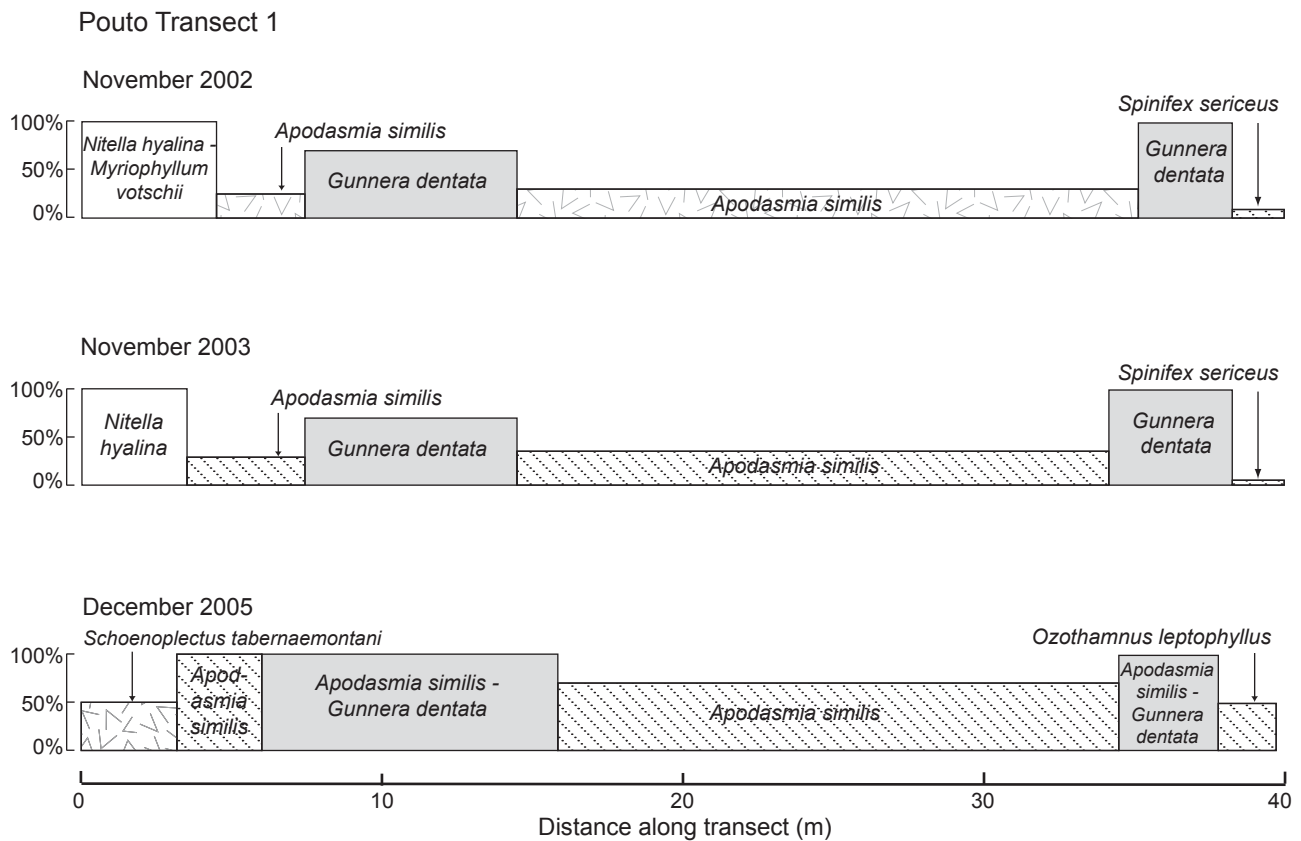 Pouto Transect 1
November 2002
Spinifex sericeus
100%
50%
0%
Nitella hyalina -
Myriophyllum
votschii
Apodasmia similis
Gunnera dentata
Apodasmia similis
Gunnera
dentata
November 2003
Spinifex sericeus
100%
50%
0%
Nitella
hyalina
Apodasmia similis
Gunnera dentata
Apodasmia similis
Gunnera
dentata
December 2005
Schoenoplectus tabernaemontani
Ozothamnus leptophyllus
100%
50%
0%
Apod-
asmia
similis
Apodasmia similis -
Gunnera dentata
Apodasmia similis
Apodasmia
similis -
Gunnera
dentata
0 10 20 30 40
Distance along transect (m)